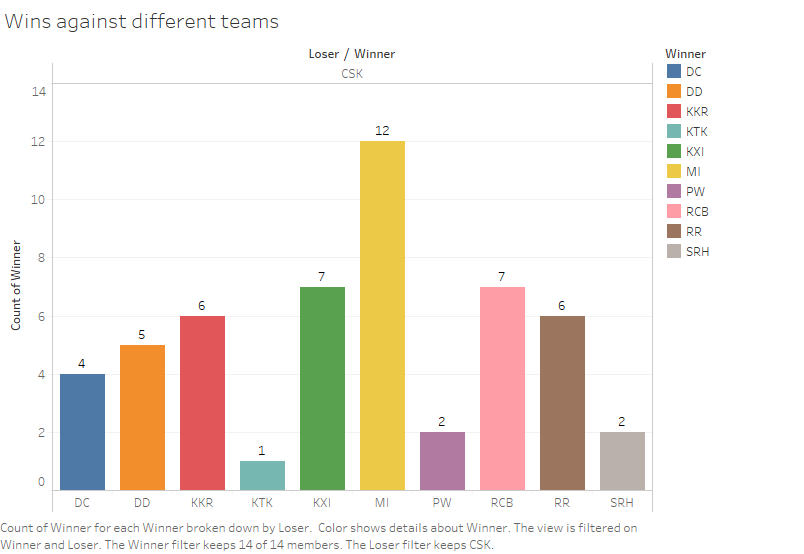 Wins against different teams
Loser / Winner
CSK
Winner
DC
DD
KKR
KTK
KXI
MI
PW
RCB
RR
SRH
Count of Winner
14
12
10
8
6
4
2
0
4
5
6
1
7
12
2
7
6
2
DC DD KKR KTK KXI MI PW RCB RR SRH
Count of Winner for each Winner broken down by Loser. Color shows details about Winner. The view is filtered on
Winner and Loser. The Winner filter keeps 14 of 14 members. The Loser filter keeps CSK.